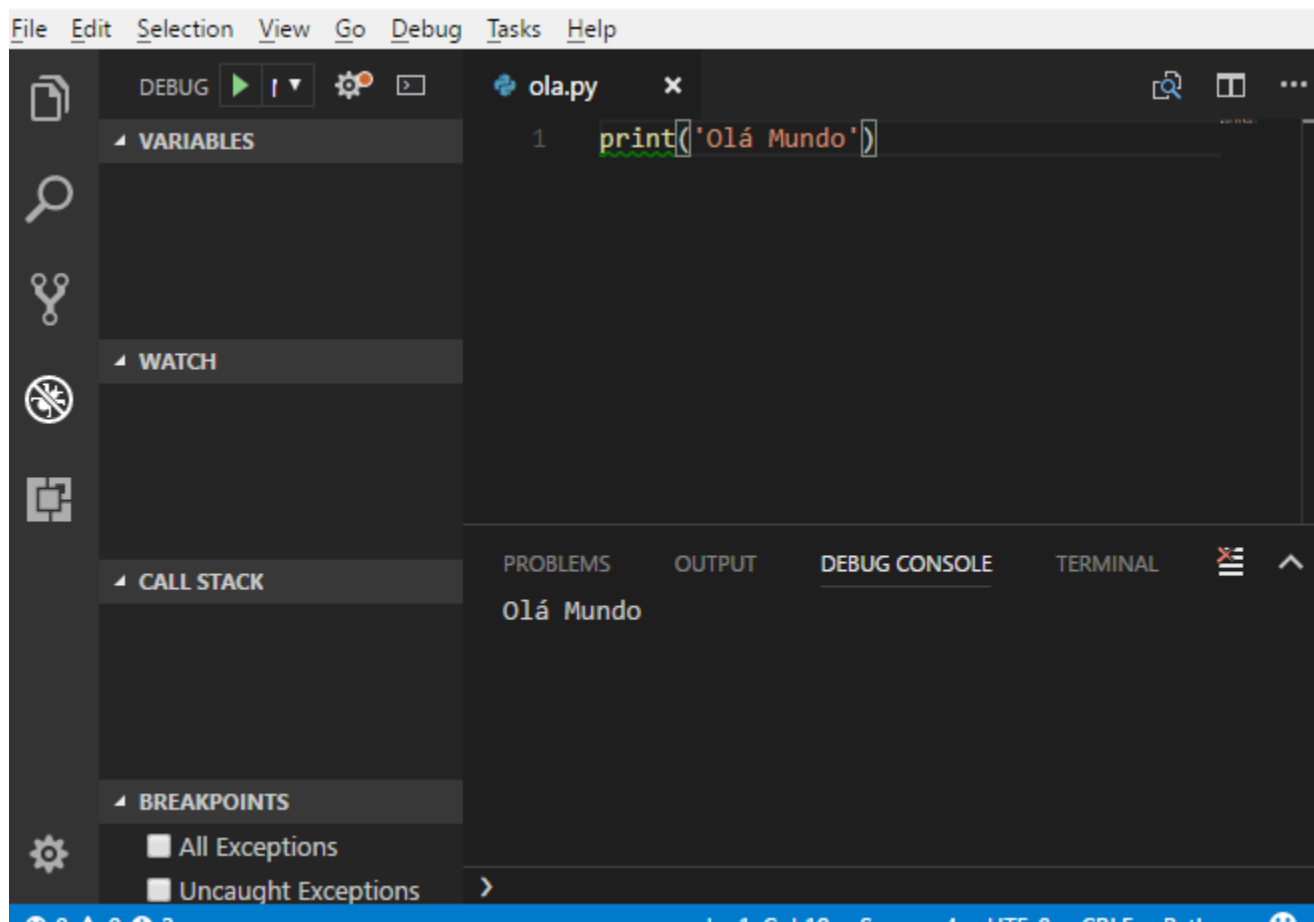 File Edit Selection View Go Debug Tasks Help
DEBUG
ola.py
VARIABLES
1 print('Olá Mundo')
WATCH
CALL STACK
PROBLEMS OUTPUT DEBUG CONSOLE TERMINAL
Olá Mundo
BREAKPOINTS
All Exceptions
Uncaught Exceptions